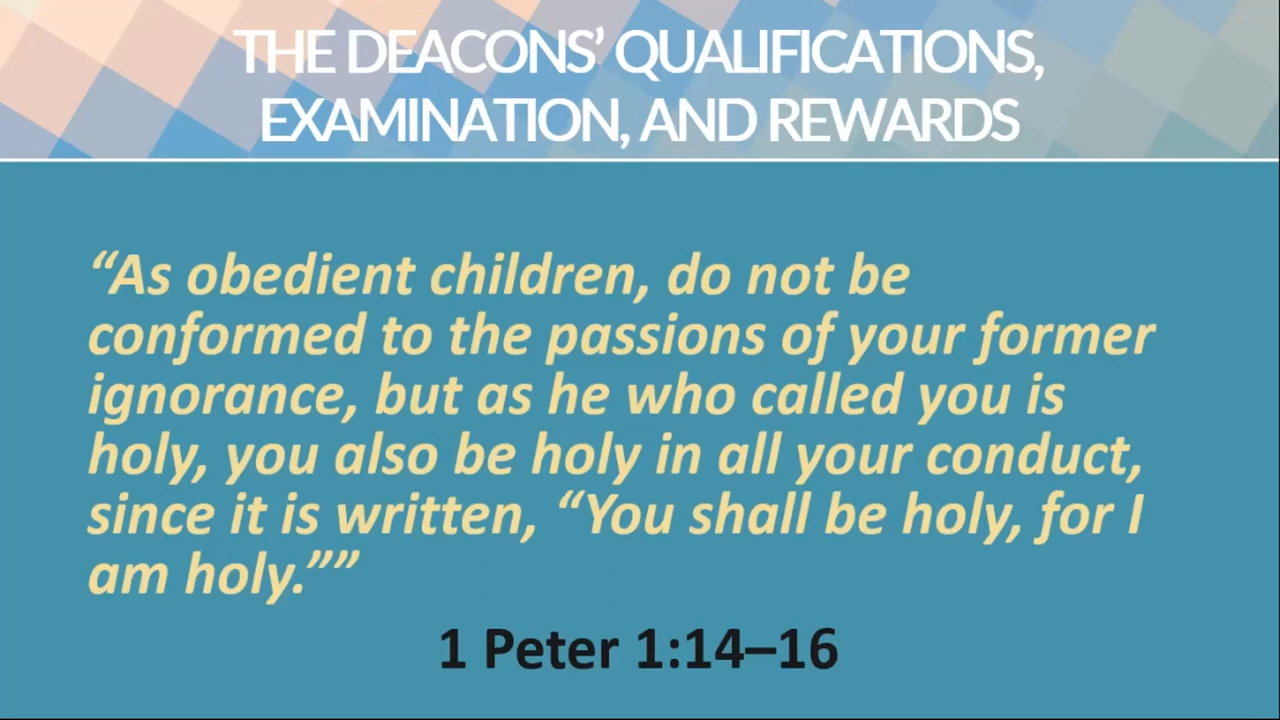 THE DEACONS’ QUALIFICATIONS,
EXAMINATION, AND REWARDS
“As obedient children, do not be
conformed to the passions of your former
ignorance, but as he who called you is
holy, you also be holy in all your conduct,
since it is written, “You shall be holy, for I
am holy.””
1 Peter 1:14–16